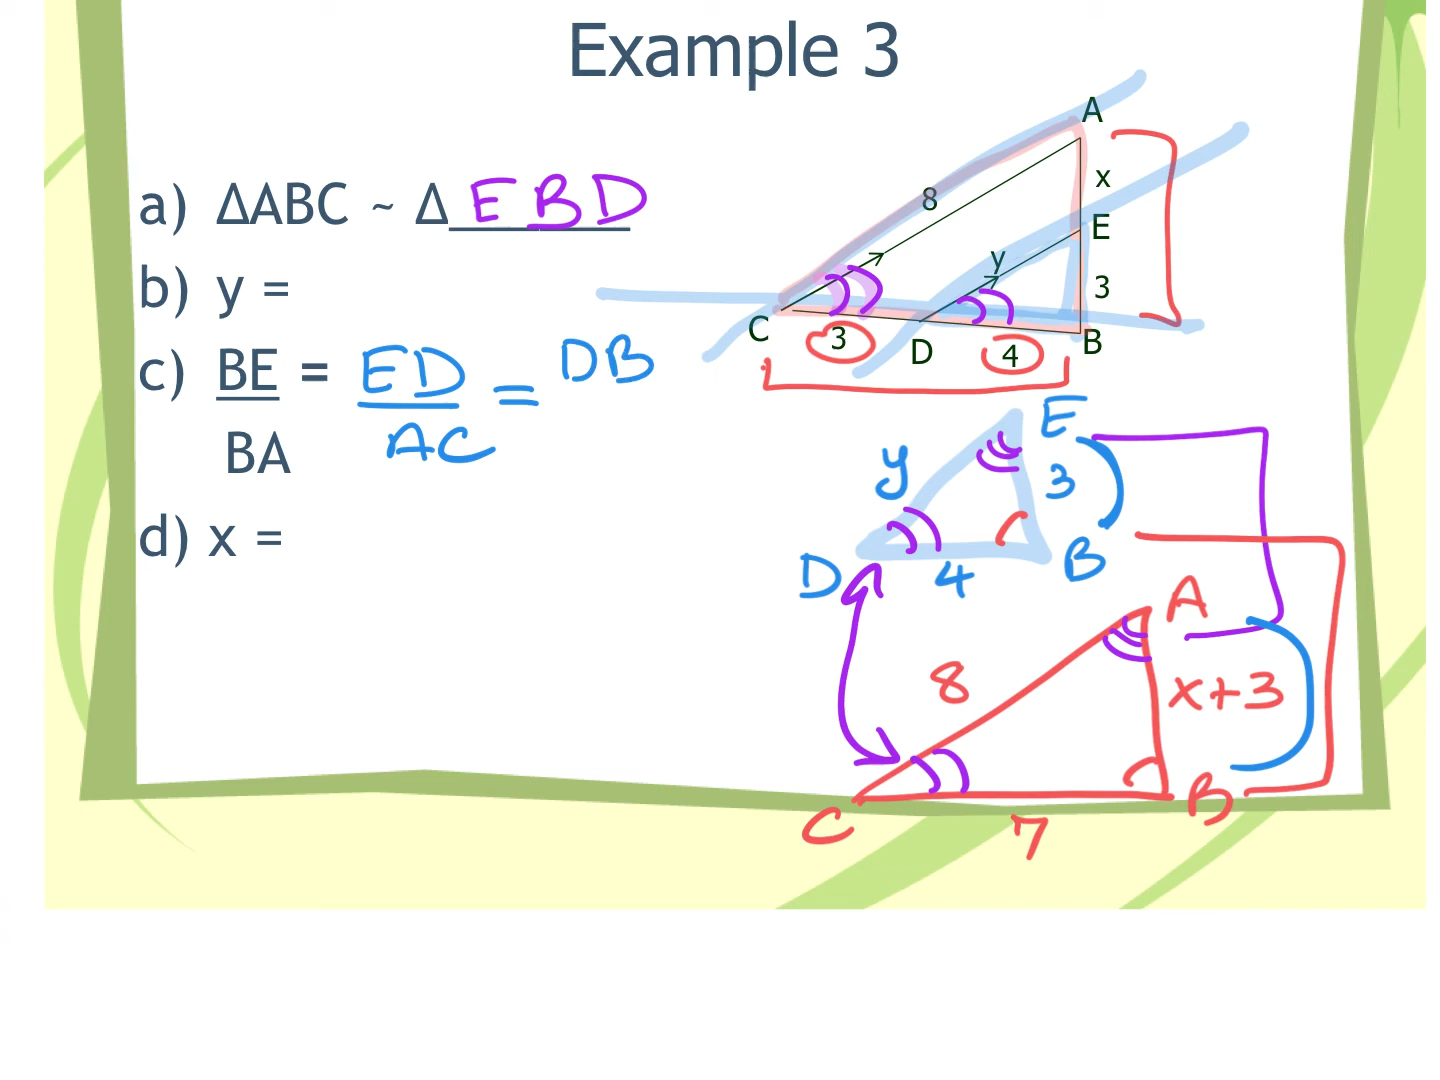 Example 3
a) ΔABC ~ Δ EBD
b) y =
c) BE = ED = DB
BA AC
d) x =
A
8
x
E
y
3
C
3
D
4
B
E
y
3
D
4
B
A
8
x+3
C
7
B